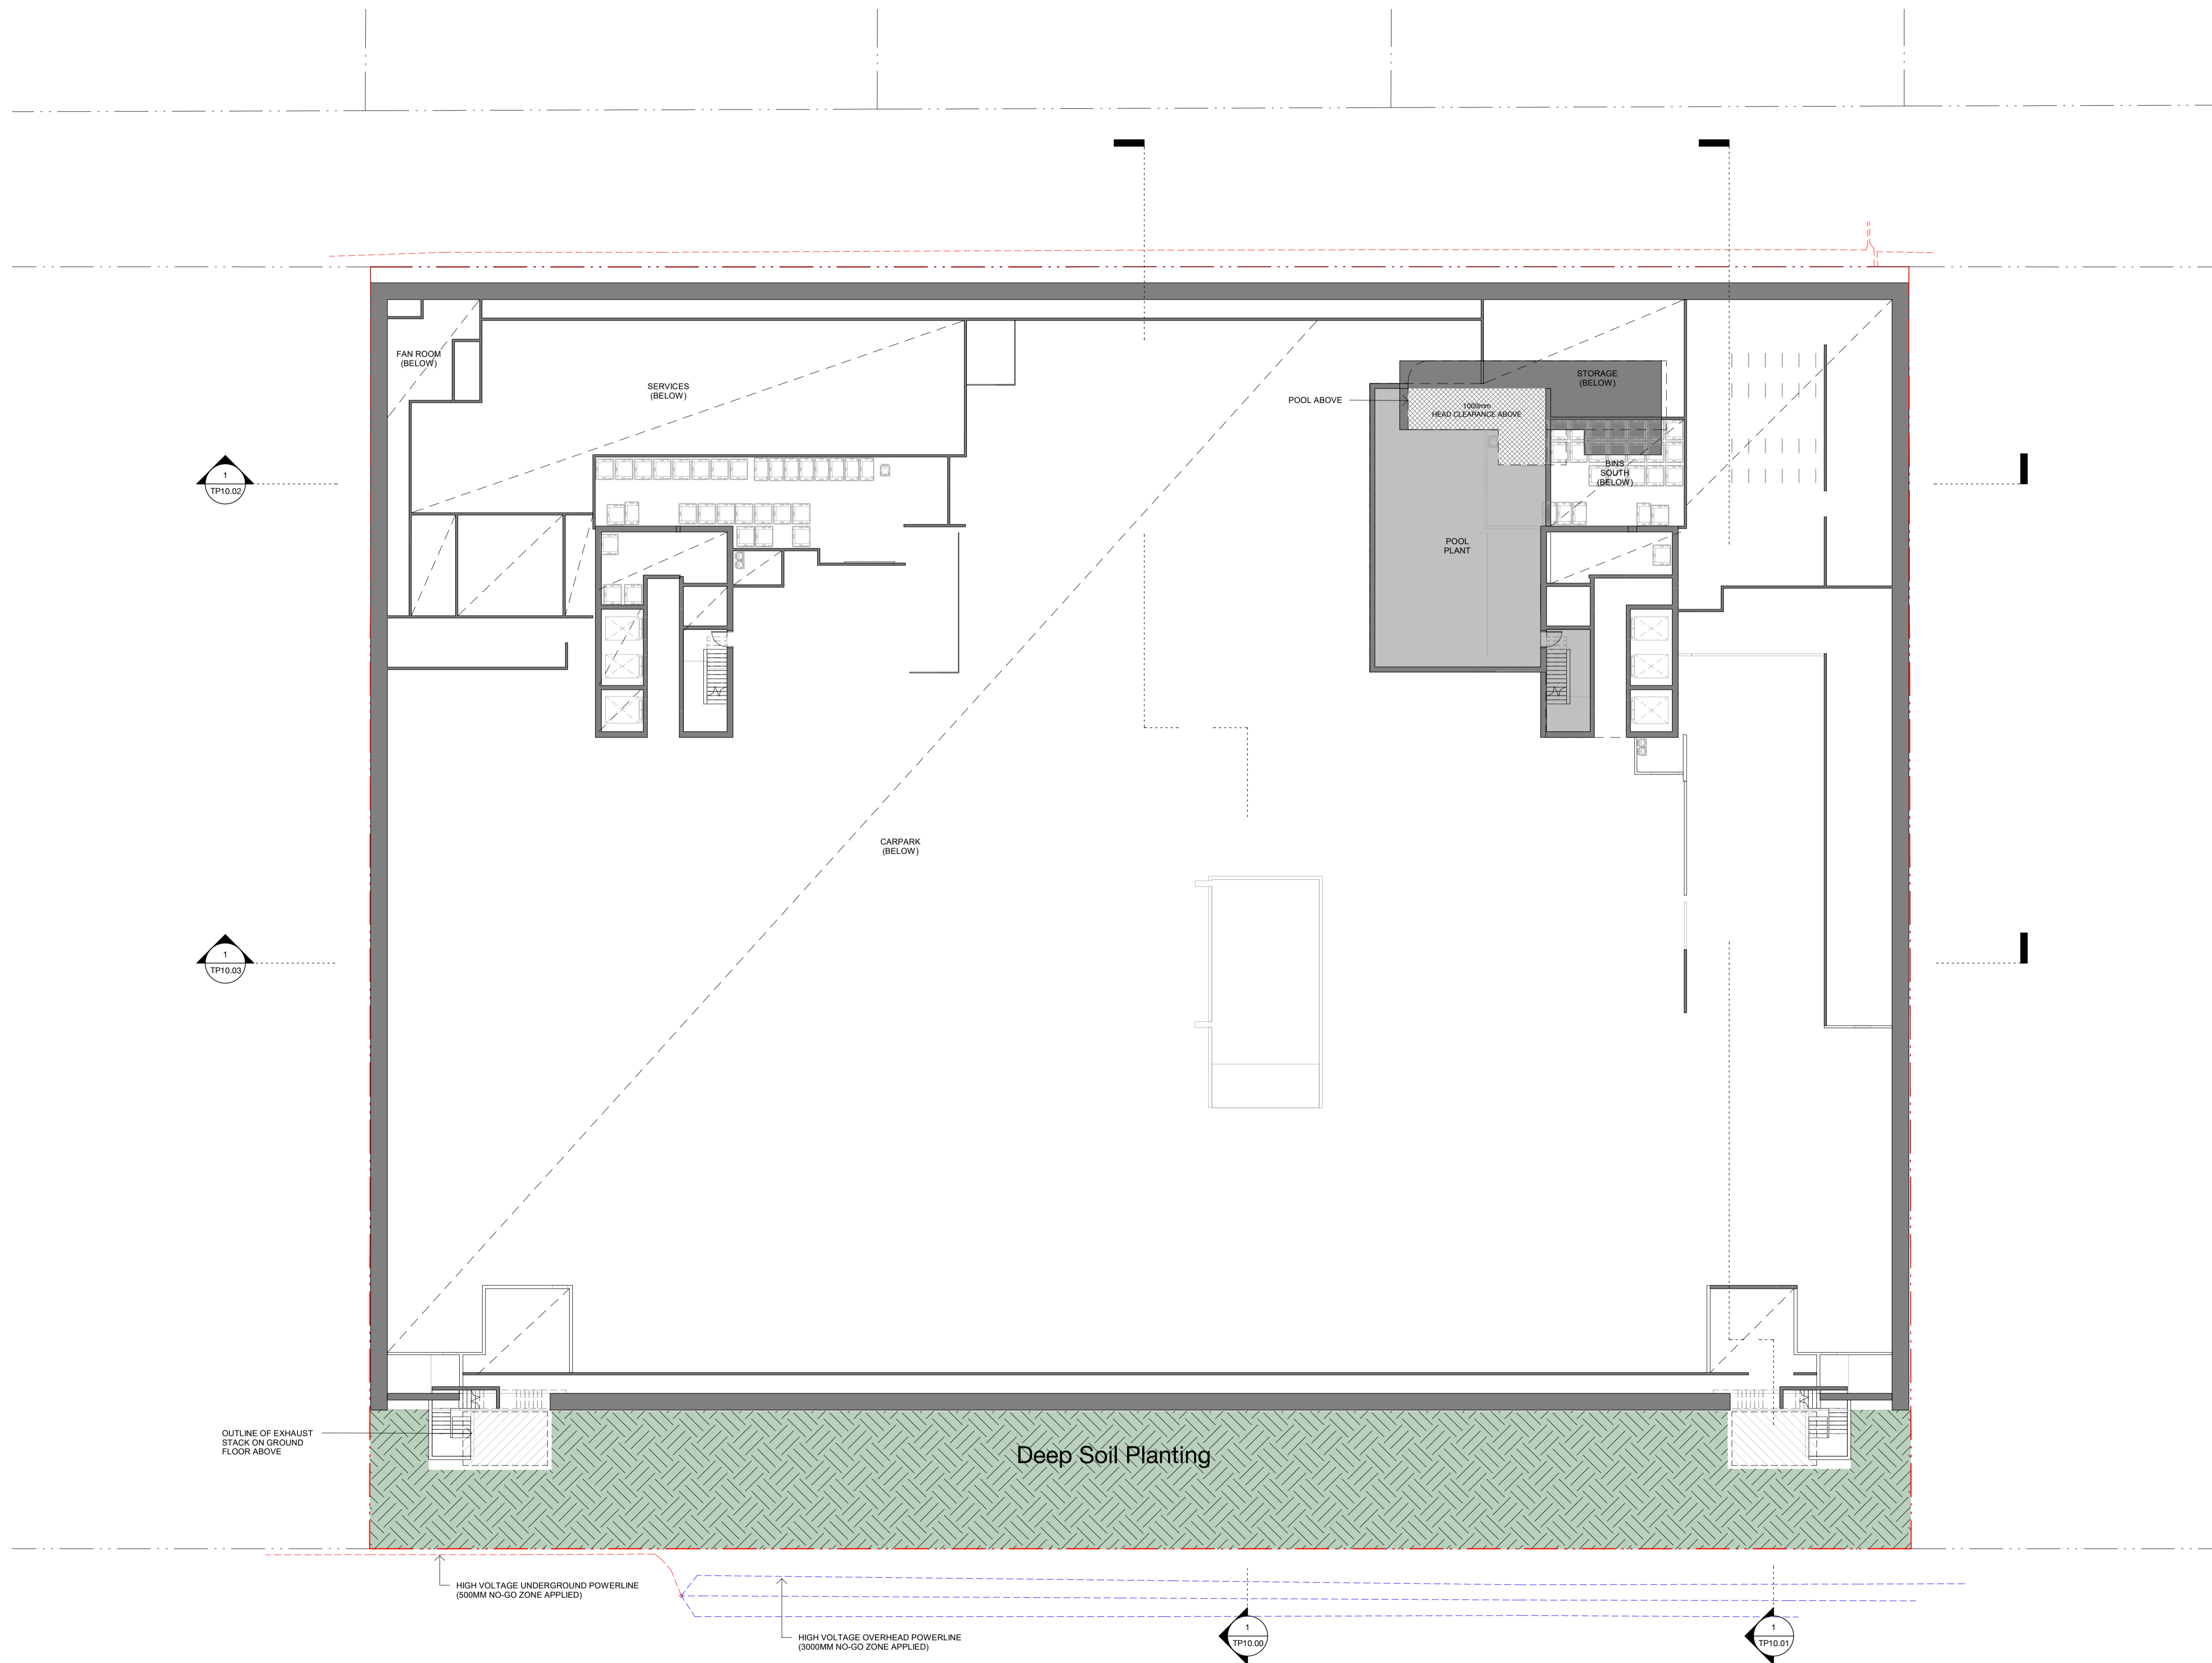 FAN ROOM
(BELOW)
SERVICES
(BELOW)
STORAGE
(BELOW)
POOL ABOVE
1000mm
HEAD CLEARANCE ABOVE
BINS
SOUTH
(BELOW)
1
TP10.02
POOL
PLANT
CARPARK
(BELOW)
1
TP10.03
OUTLINE OF EXHAUST
STACK ON GROUND
FLOOR ABOVE
Deep Soil Planting
HIGH VOLTAGE UNDERGROUND POWERLINE
(500MM NO-GO ZONE APPLIED)
HIGH VOLTAGE OVERHEAD POWERLINE
(3000MM NO-GO ZONE APPLIED)
1
TP10.00
1
TP10.01